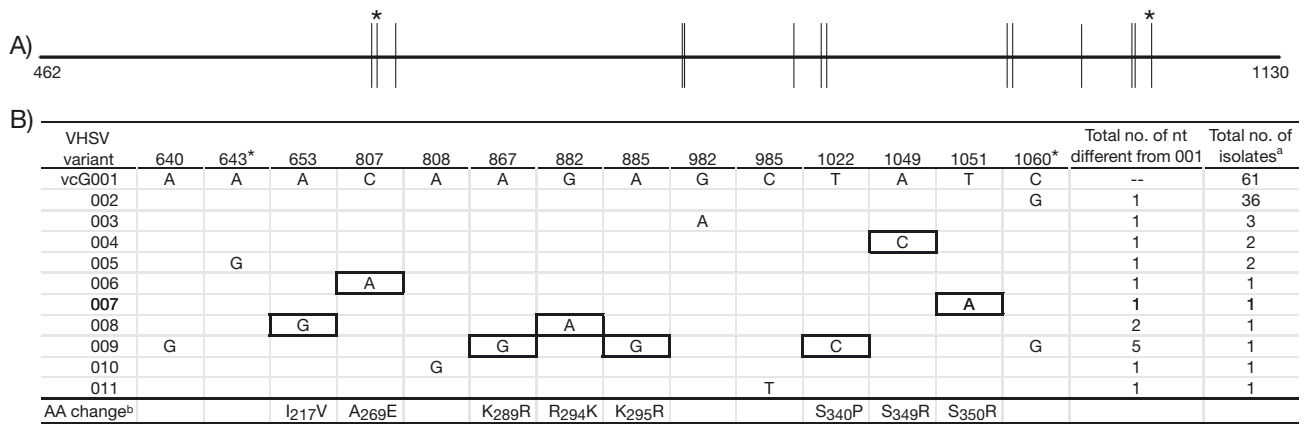 * *
A)
462 1130
B)
VHSV variant 640 643* 653 807 808 867 882 885 982 985 1022 1049 1051 1060* Total no. of nt different from 001 Total no. of isolatesa
vcG001 A A A C A A G A G C T A T C -- 61
002 G 1 36
003 A 1 3
004 C 1 2
005 G 1 2
006 A 1 1
007 A 1 1
008 G A 2 1
009 G G G C G 5 1
010 G 1 1
011 T 1 1
AA changeb I217V A269E K289R R294K K295R S340P S349R S350R